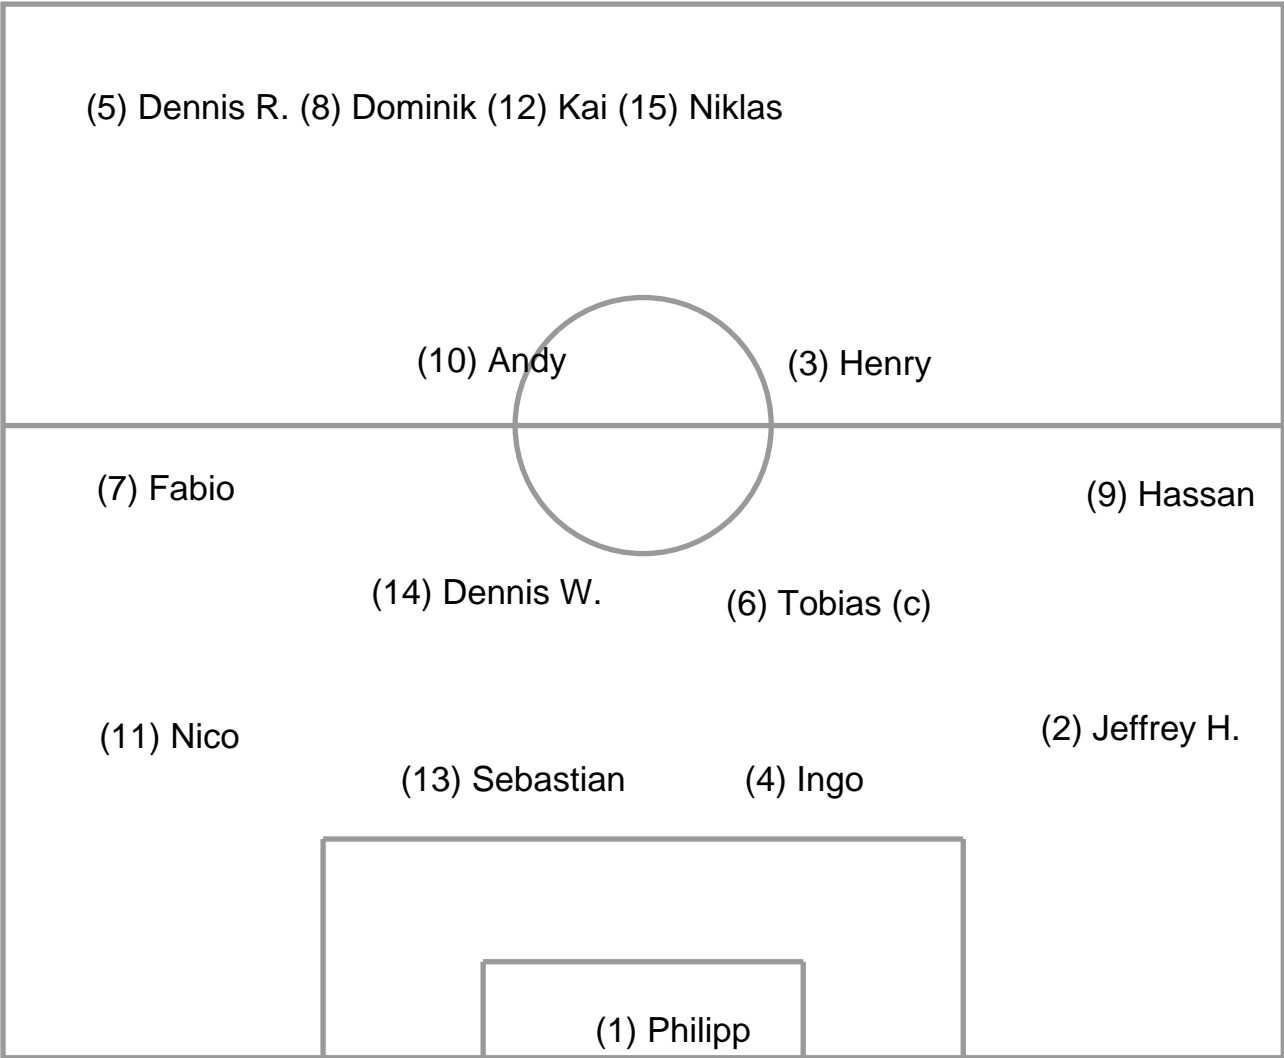 (5) Dennis R. (8) Dominik (12) Kai (15) Niklas
(10) Andy
(3) Henry
(7) Fabio
(9) Hassan
(14) Dennis W.
(6) Tobias (c)
(11) Nico
(2) Jeffrey H.
(13) Sebastian
(4) Ingo
(1) Philipp